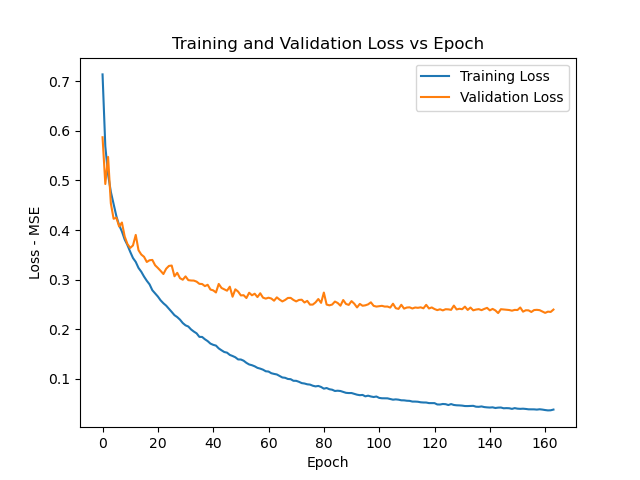 Training and Validation Loss vs Epoch
Training Loss
Validation Loss
Loss - MSE
0.7
0.6
0.5
0.4
0.3
0.2
0.1
0 20 40 60 80 100 120 140 160
Epoch